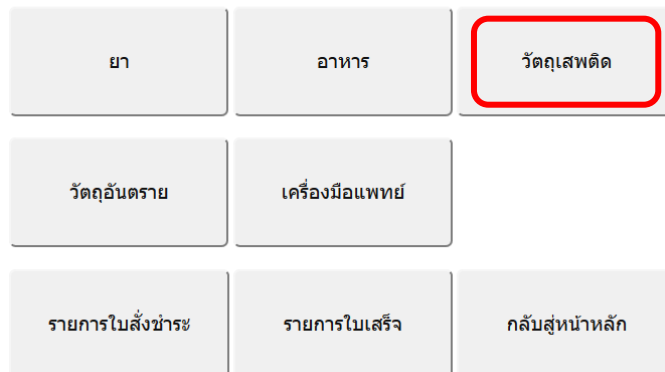 ยา
อาหาร
วัตถุเสพติด
วัตถุอันตราย
เครื่องมือแพทย์
รายการใบสั่งชำระ
รายการใบเสร็จ
กลับสู่หน้าหลัก